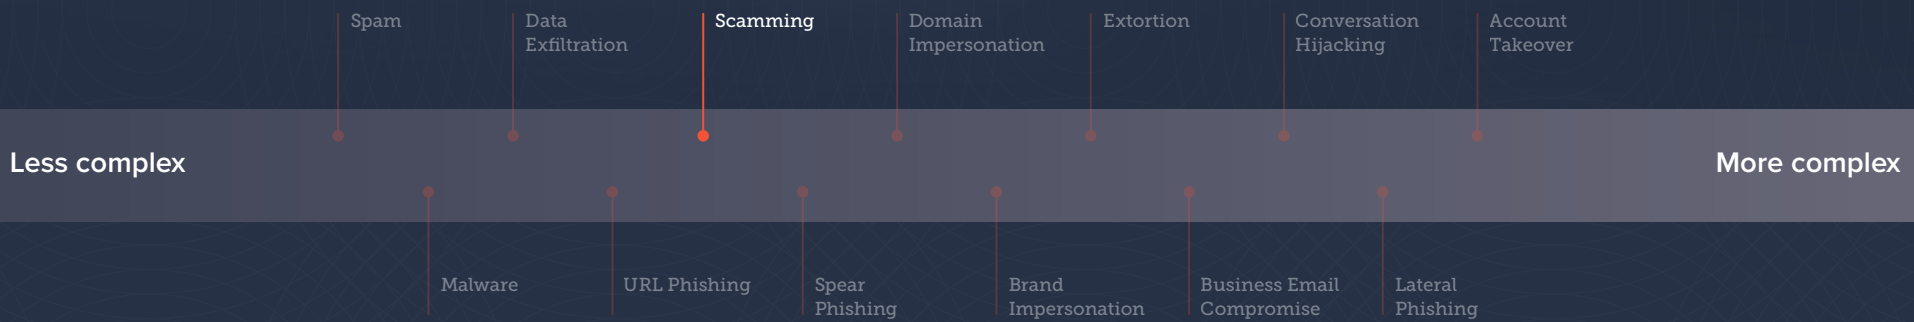 Spam
Data
Exfiltration
Scamming
Domain
Impersonation
Extortion
Conversation
Hijacking
Account
Takeover
Less complex
More complex
Malware
URL Phishing
Spear
Phishing
Brand
Impersonation
Business Email
Compromise
Lateral
Phishing